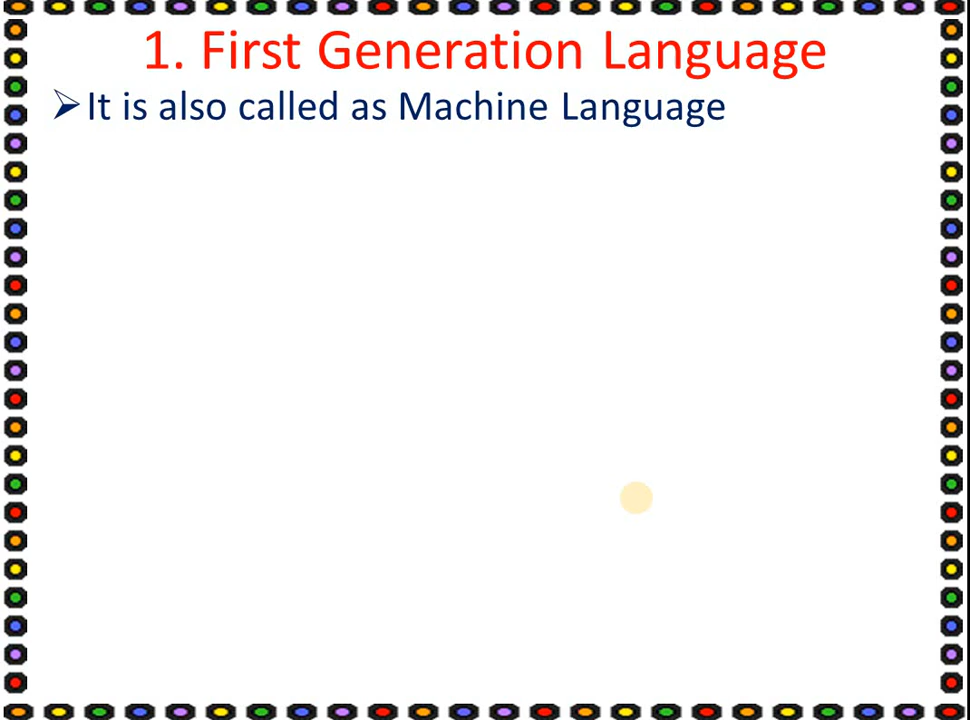 1. First Generation Language
➢It is also called as Machine Language